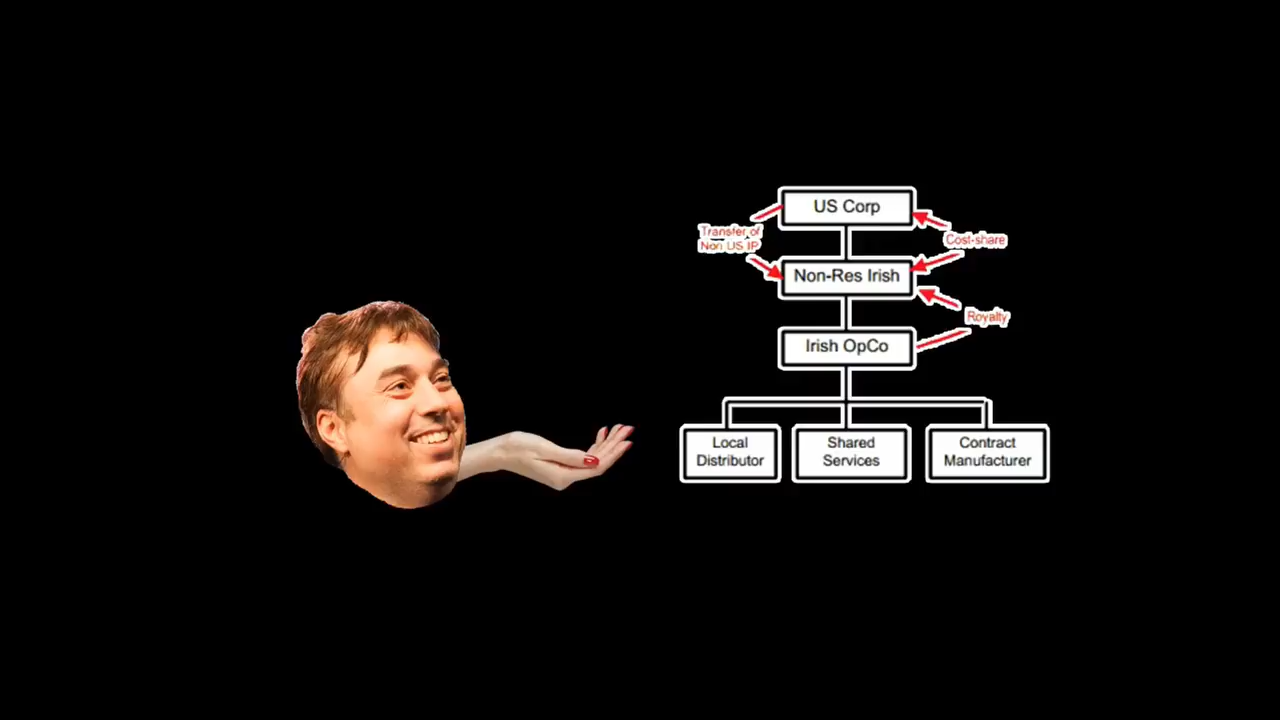 US Corp
Transfer of
Non US IP
Cost-share
Non-Res Irish
Royalty
Irish OpCo
Local
Distributor
Shared
Services
Contract
Manufacturer